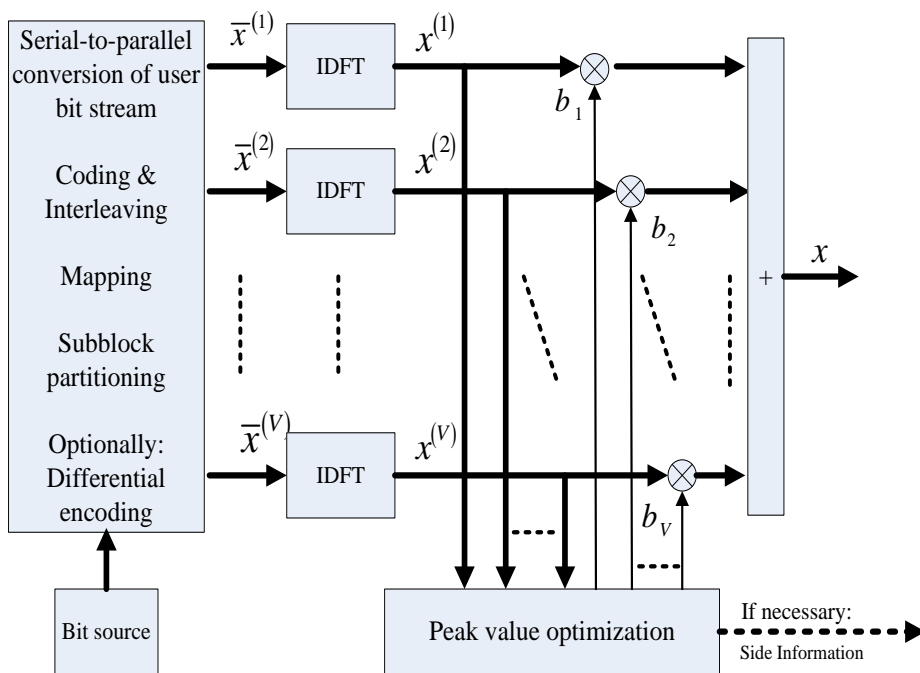 Serial-to-parallel
conversion of user
bit stream
Coding &
Interleaving
Mapping
Subblock
partitioning
Optionally:
Differential
encoding
Bit source
x̅⁽¹⁾
IDFT
x⁽¹⁾
b₁
x̅⁽²⁾
IDFT
x⁽²⁾
b₂
x̅⁽ⱽ⁾
IDFT
x⁽ⱽ⁾
b_V
+
x
Peak value optimization
If necessary:
Side Information